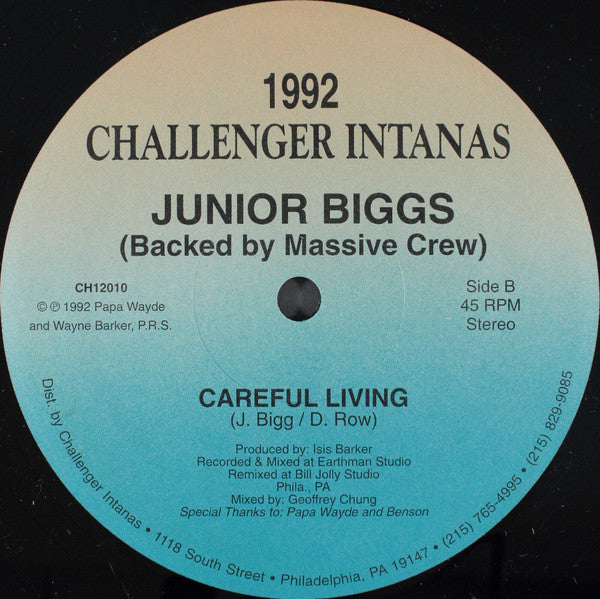 1992
CHALLENGER INTANAS
JUNIOR BIGGS
(Backed by Massive Crew)
CH12010
© ℗ 1992 Papa Wayde
and Wayne Barker, P.R.S.
Side B
45 RPM
Stereo
CAREFUL LIVING
(J. Bigg / D. Row)
Produced by: Isis Barker
Recorded & Mixed at Earthman Studio
Remixed at Bill Jolly Studio
Phila., PA
Mixed by: Geoffrey Chung
Special Thanks to: Papa Wayde and Benson
Dist. by Challenger Intanas • 1118 South Street • Philadelphia, PA 19147 • (215) 765-4995 • (215) 829-9085